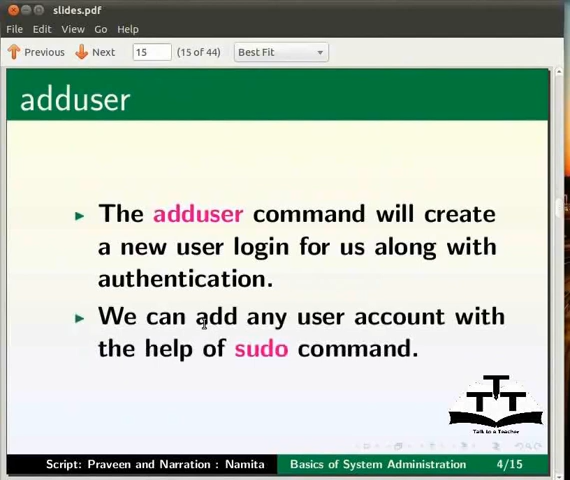 slides.pdf
File Edit View Go Help
Previous Next 15 (15 of 44) Best Fit
adduser
The adduser command will create
a new user login for us along with
authentication.
We can add any user account with
the help of sudo command.
TTT
Talk to a Teacher
Script: Praveen and Narration : Namita Basics of System Administration 4/15